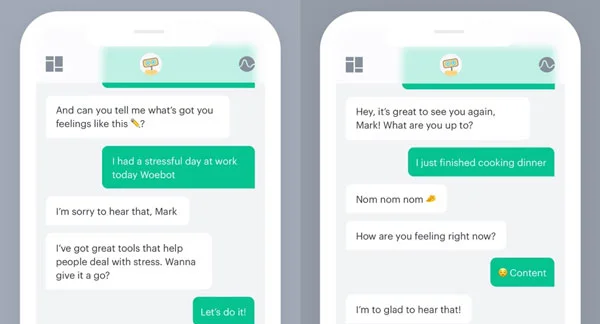 And can you tell me what's got you
feelings like this ✏️?
I had a stressful day at work
today Woebot
I'm sorry to hear that, Mark
I've got great tools that help
people deal with stress. Wanna
give it a go?
Let's do it!
Hey, it's great to see you again,
Mark! What are you up to?
I just finished cooking dinner
Nom nom nom 🌮
How are you feeling right now?
😌 Content
I'm to glad to hear that!